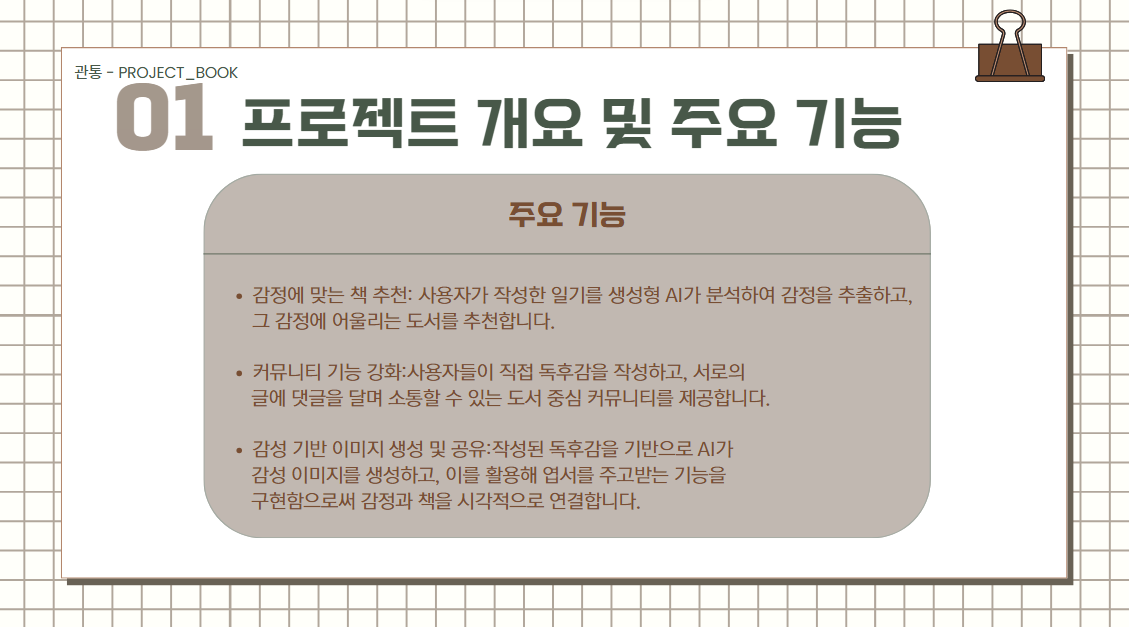 관통 - PROJECT_BOOK
01 프로젝트 개요 및 주요 기능
주요 기능
• 감정에 맞는 책 추천: 사용자가 작성한 일기를 생성형 AI가 분석하여 감정을 추출하고,
그 감정에 어울리는 도서를 추천합니다.
• 커뮤니티 기능 강화:사용자들이 직접 독후감을 작성하고, 서로의
글에 댓글을 달며 소통할 수 있는 도서 중심 커뮤니티를 제공합니다.
• 감성 기반 이미지 생성 및 공유:작성된 독후감을 기반으로 AI가
감성 이미지를 생성하고, 이를 활용해 엽서를 주고받는 기능을
구현함으로써 감정과 책을 시각적으로 연결합니다.